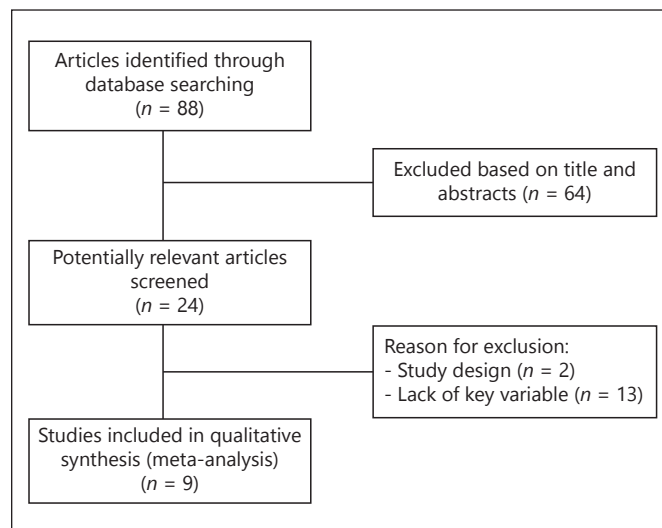 Articles identified through
database searching
(n = 88)
Excluded based on title and
abstracts (n = 64)
Potentially relevant articles
screened
(n = 24)
Reason for exclusion:
- Study design (n = 2)
- Lack of key variable (n = 13)
Studies included in qualitative
synthesis (meta-analysis)
(n = 9)